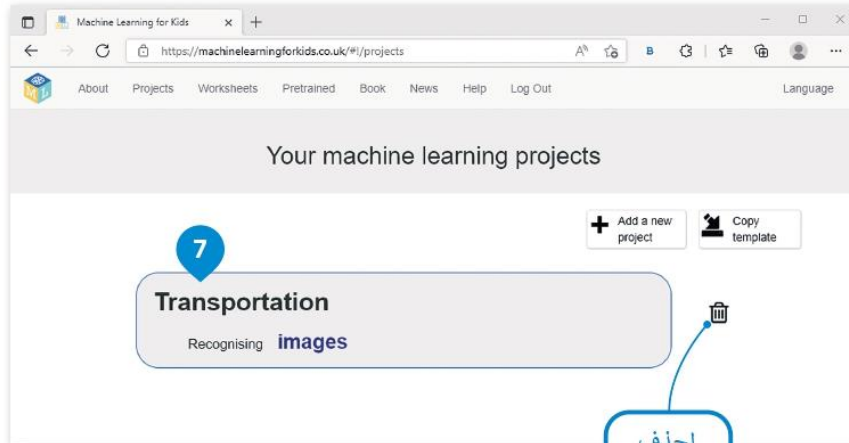 Machine Learning for Kids
https://machinelearningforkids.co.uk/#!/projects
B
ML
About Projects Worksheets Pretrained Book News Help Log Out Language
Your machine learning projects
Add a new project
Copy template
7
Transportation
Recognising images